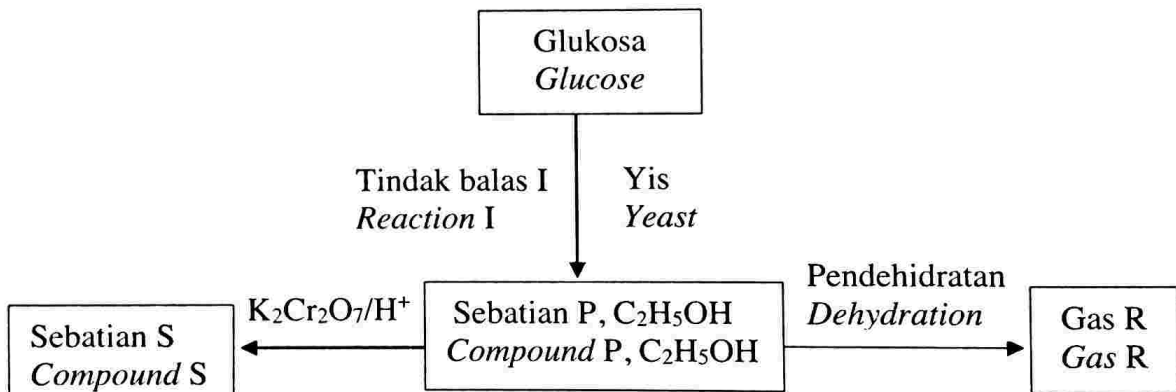 Glukosa
Glucose
Tindak balas I
Reaction I
Yis
Yeast
K₂Cr₂O₇/H⁺
Sebatian P, C₂H₅OH
Compound P, C₂H₅OH
Pendehidratan
Dehydration
Sebatian S
Compound S
Gas R
Gas R